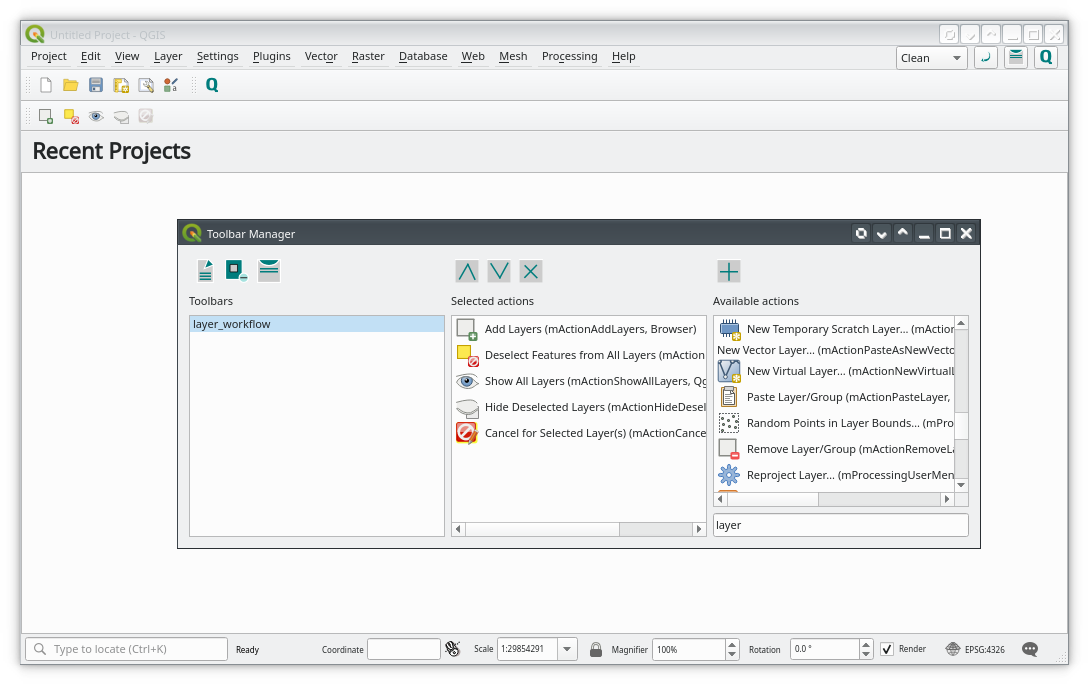 Untitled Project - QGIS
Project Edit View Layer Settings Plugins Vector Raster Database Web Mesh Processing Help
Clean
Q
Q
Recent Projects
Toolbar Manager
Toolbars
layer_workflow
Selected actions
Add Layers (mActionAddLayers, Browser)
Deselect Features from All Layers (mAction
Show All Layers (mActionShowAllLayers, Qg
Hide Deselected Layers (mActionHideDesel
Cancel for Selected Layer(s) (mActionCance
Available actions
New Temporary Scratch Layer... (mAction
New Vector Layer... (mActionPasteAsNewVecto
New Virtual Layer... (mActionNewVirtualL
Paste Layer/Group (mActionPasteLayer,
Random Points in Layer Bounds... (mPro
Remove Layer/Group (mActionRemoveLa
Reproject Layer... (mProcessingUserMen
layer
Type to locate (Ctrl+K) Ready Coordinate Scale 1:29854291 Magnifier 100% Rotation 0.0 ° Render EPSG:4326